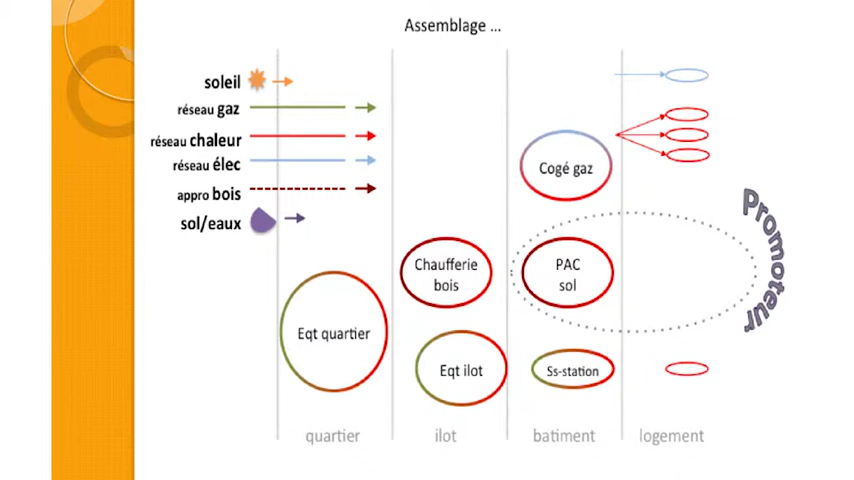 Assemblage ...
soleil
réseau gaz
réseau chaleur
réseau élec
appro bois
sol/eaux
Cogé gaz
Chaufferie
bois
PAC
sol
Promoteur
Eqt quartier
Eqt ilot
Ss-station
quartier
ilot
batiment
logement